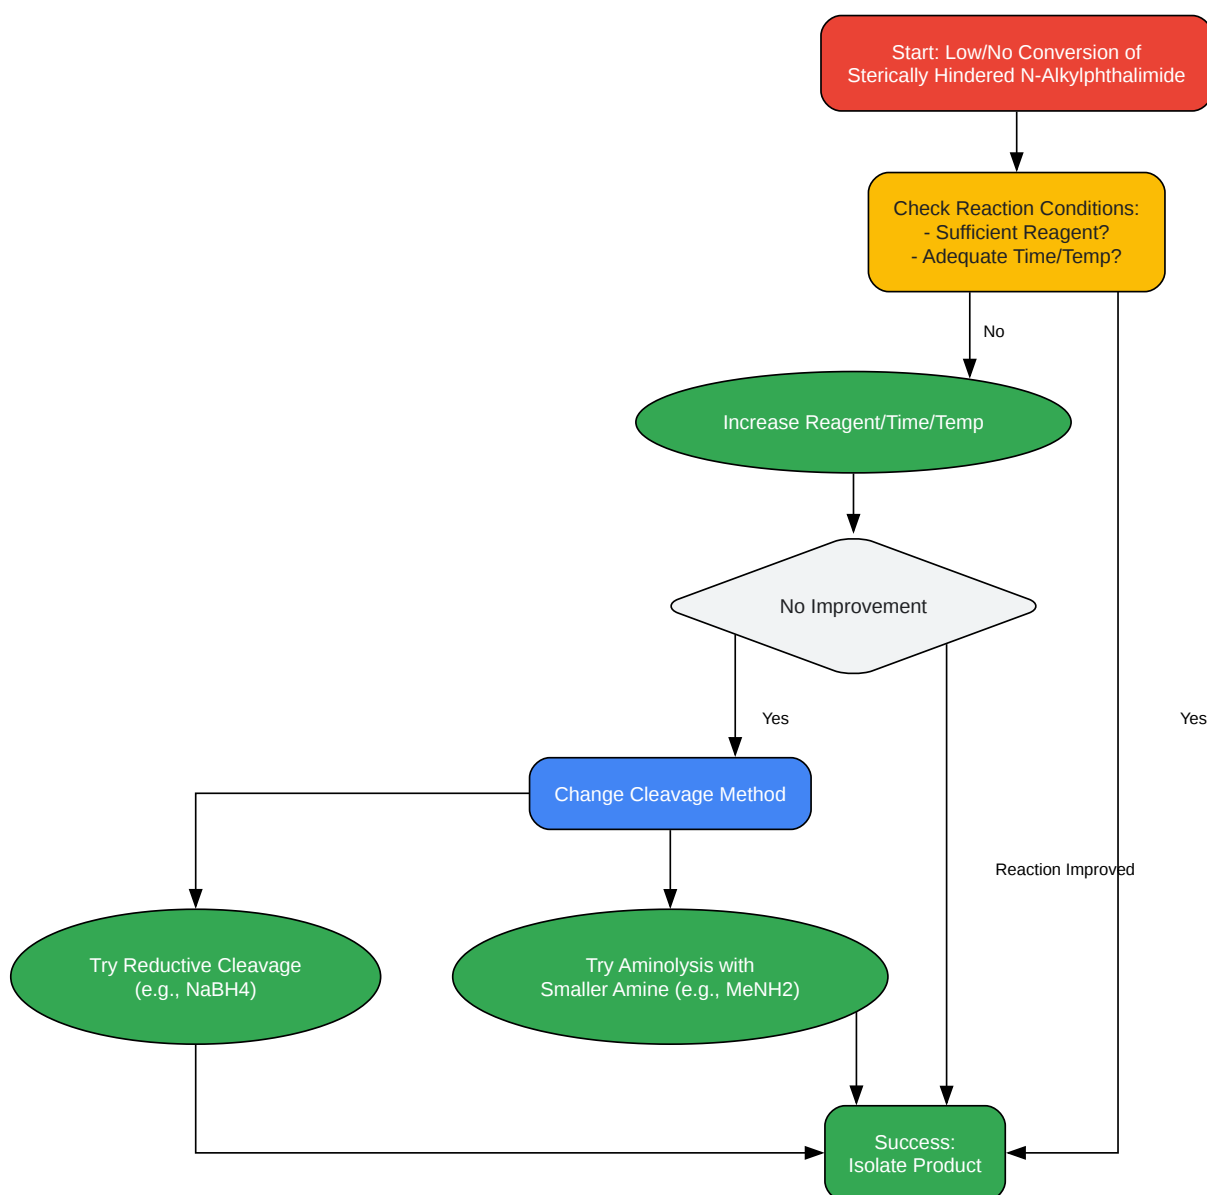 Start: Low/No Conversion of
Sterically Hindered N-Alkylphthalimide
Check Reaction Conditions:
- Sufficient Reagent?
- Adequate Time/Temp?
No
Increase Reagent/Time/Temp
No Improvement
Yes
Yes
Change Cleavage Method
Reaction Improved
Try Reductive Cleavage
(e.g., NaBH4)
Try Aminolysis with
Smaller Amine (e.g., MeNH2)
Success:
Isolate Product